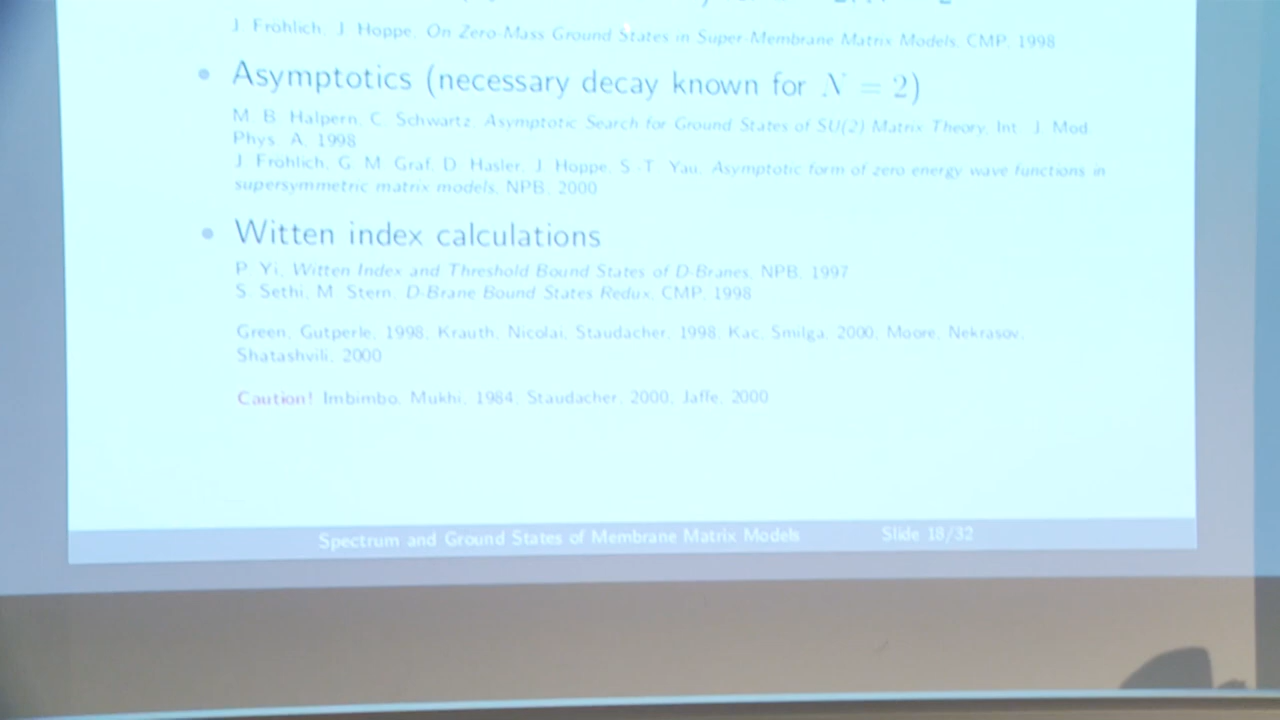 J. Fröhlich, J. Hoppe, On Zero-Mass Ground States in Super-Membrane Matrix Models, CMP, 1998
• Asymptotics (necessary decay known for N = 2)
M. B. Halpern, C. Schwartz, Asymptotic Search for Ground States of SU(2) Matrix Theory, Int. J. Mod.
Phys. A, 1998
J. Fröhlich, G. M. Graf, D. Hasler, J. Hoppe, S.-T. Yau, Asymptotic form of zero energy wave functions in
supersymmetric matrix models, NPB, 2000
• Witten index calculations
P. Yi, Witten Index and Threshold Bound States of D-Branes, NPB, 1997
S. Sethi, M. Stern, D-Brane Bound States Redux, CMP, 1998
Green, Gutperle, 1998, Krauth, Nicolai, Staudacher, 1998, Kac, Smilga, 2000, Moore, Nekrasov,
Shatashvili, 2000
Caution! Imbimbo, Mukhi, 1984, Staudacher, 2000, Jaffe, 2000
Spectrum and Ground States of Membrane Matrix Models Slide 18/32